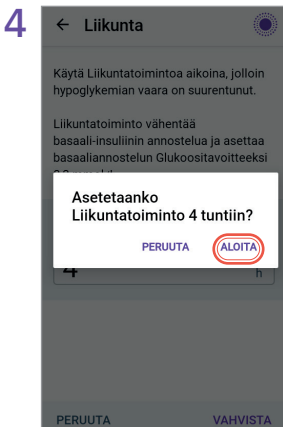 4
Liikunta
Käytä Liikuntatoimintoa aikoina, jolloin
hypoglykemian vaara on suurentunut.
Liikuntatoiminto vähentää
basaali-insuliinin annostelua ja asettaa
basaaliannostelun Glukoositavoitteeksi
Asetetaanko
Liikuntatoiminto 4 tuntiin?
PERUUTA ALOITA
4 h
PERUUTA VAHVISTA